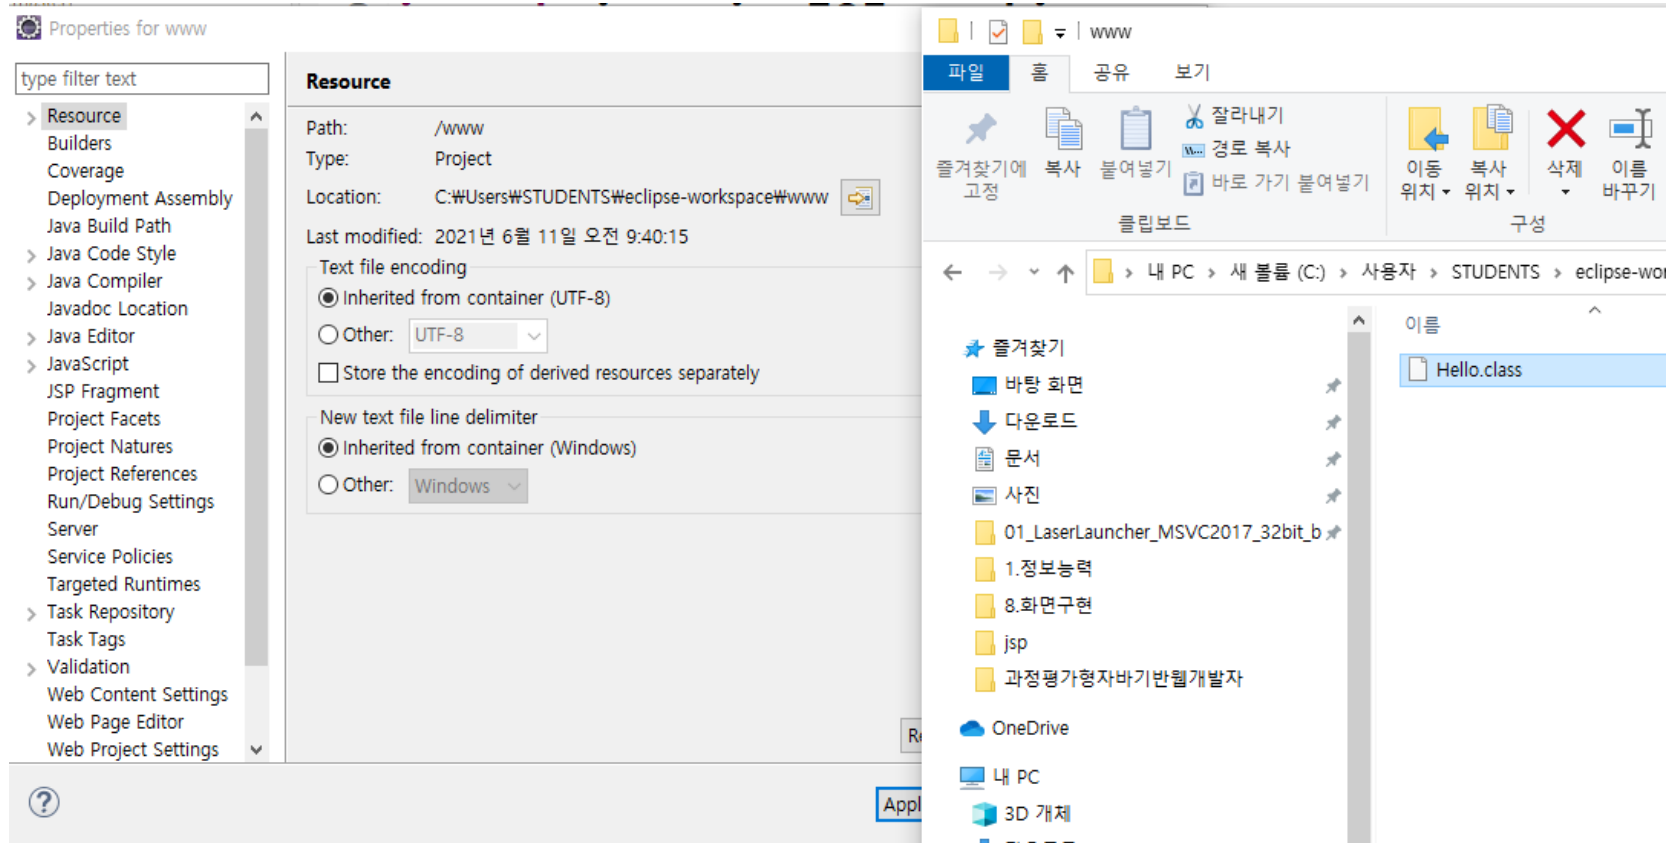 Properties for www
type filter text
Resource
Builders
Coverage
Deployment Assembly
Java Build Path
Java Code Style
Java Compiler
Javadoc Location
Java Editor
JavaScript
JSP Fragment
Project Facets
Project Natures
Project References
Run/Debug Settings
Server
Service Policies
Targeted Runtimes
Task Repository
Task Tags
Validation
Web Content Settings
Web Page Editor
Web Project Settings
Resource
Path: /www
Type: Project
Location: C:₩Users₩STUDENTS₩eclipse-workspace₩www
Last modified: 2021년 6월 11일 오전 9:40:15
Text file encoding
Inherited from container (UTF-8)
Other: UTF-8
Store the encoding of derived resources separately
New text file line delimiter
Inherited from container (Windows)
Other: Windows
Re
Appl
www
파일 홈 공유 보기
즐겨찾기에
고정
복사
붙여넣기
잘라내기
경로 복사
바로 가기 붙여넣기
클립보드
이동
위치
복사
위치
삭제
이름
바꾸기
구성
› 내 PC › 새 볼륨 (C:) › 사용자 › STUDENTS › eclipse-wor
이름
Hello.class
즐겨찾기
바탕 화면
다운로드
문서
사진
01_LaserLauncher_MSVC2017_32bit_b
1.정보능력
8.화면구현
jsp
과정평가형자바기반웹개발자
OneDrive
내 PC
3D 개체